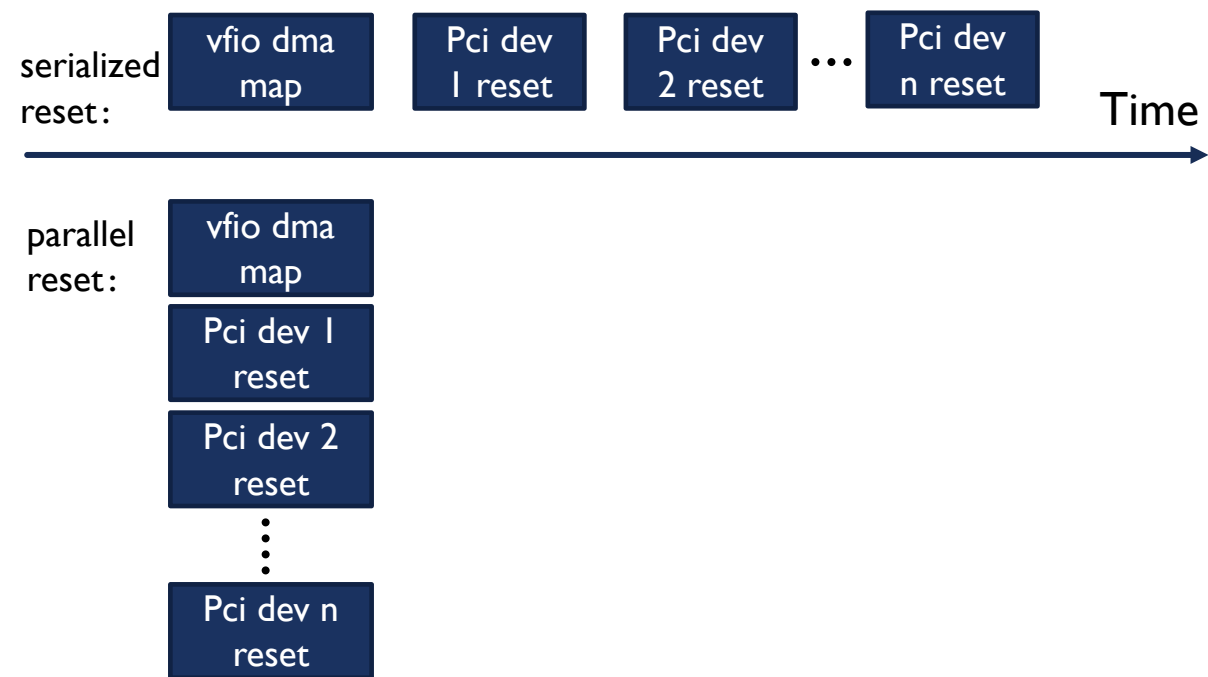 serialized
reset:
vfio dma
map
Pci dev
1 reset
Pci dev
2 reset
...
Pci dev
n reset
Time
parallel
reset:
vfio dma
map
Pci dev 1
reset
Pci dev 2
reset
Pci dev n
reset